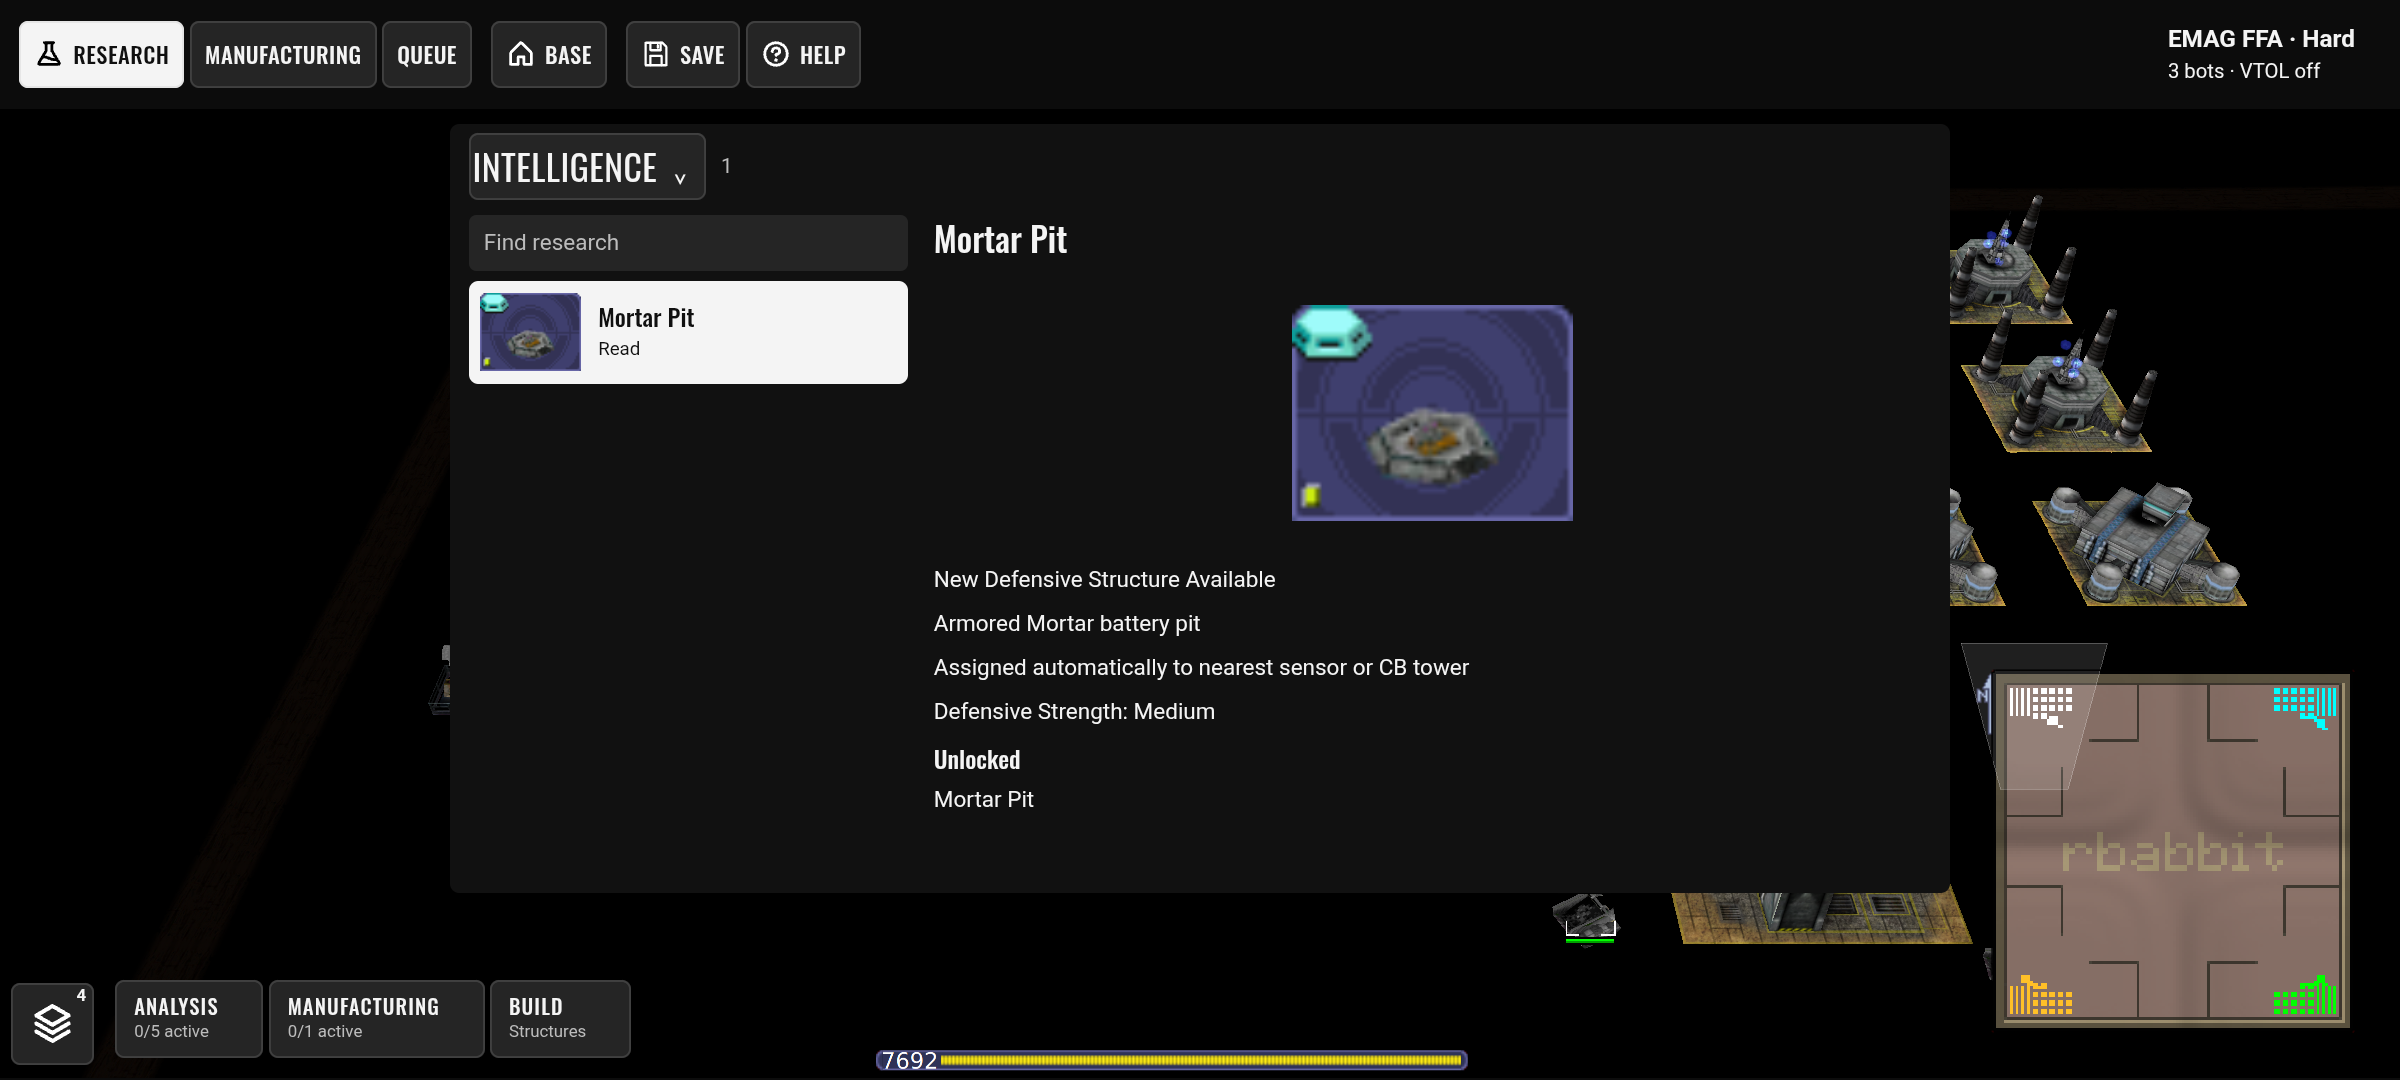 RESEARCH
MANUFACTURING
QUEUE
BASE
SAVE
HELP
EMAG FFA · Hard
3 bots · VTOL off
INTELLIGENCE
1
Find research
Mortar Pit
Read
Mortar Pit
New Defensive Structure Available
Armored Mortar battery pit
Assigned automatically to nearest sensor or CB tower
Defensive Strength: Medium
Unlocked
Mortar Pit
N
rbabbit
4
ANALYSIS
0/5 active
MANUFACTURING
0/1 active
BUILD
Structures
7692